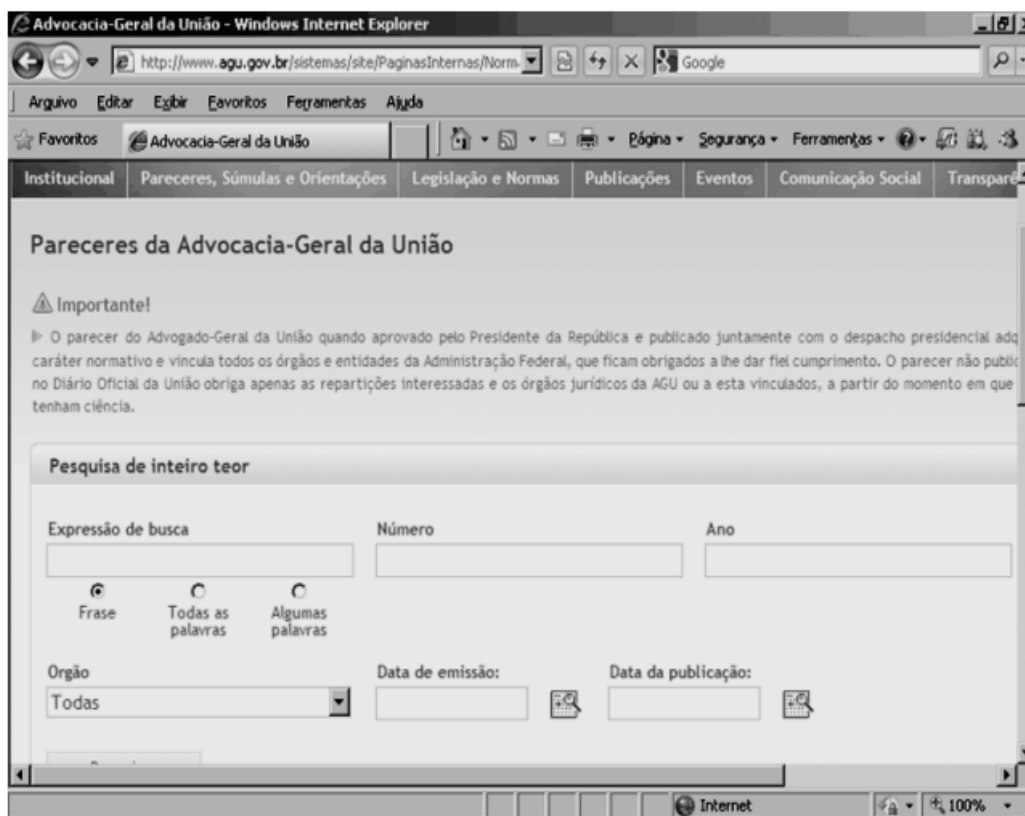 Advocacia-Geral da União - Windows Internet Explorer
http://www.agu.gov.br/sistemas/site/PaginasInternas/Norm
Google
Arquivo Editar Exibir Favoritos Ferramentas Ajuda
Favoritos Advocacia-Geral da União Página Segurança Ferramentas
Institucional Pareceres, Súmulas e Orientações Legislação e Normas Publicações Eventos Comunicação Social Transparê
Pareceres da Advocacia-Geral da União
Importante!
O parecer do Advogado-Geral da União quando aprovado pelo Presidente da República e publicado juntamente com o despacho presidencial adq
caráter normativo e vincula todos os órgãos e entidades da Administração Federal, que ficam obrigados a lhe dar fiel cumprimento. O parecer não public
no Diário Oficial da União obriga apenas as repartições interessadas e os órgãos jurídicos da AGU ou a esta vinculados, a partir do momento em que
tenham ciência.
Pesquisa de inteiro teor
Expressão de busca Número Ano
Frase Todas as palavras Algumas palavras
Orgão Data de emissão: Data da publicação:
Todas
Internet 100%